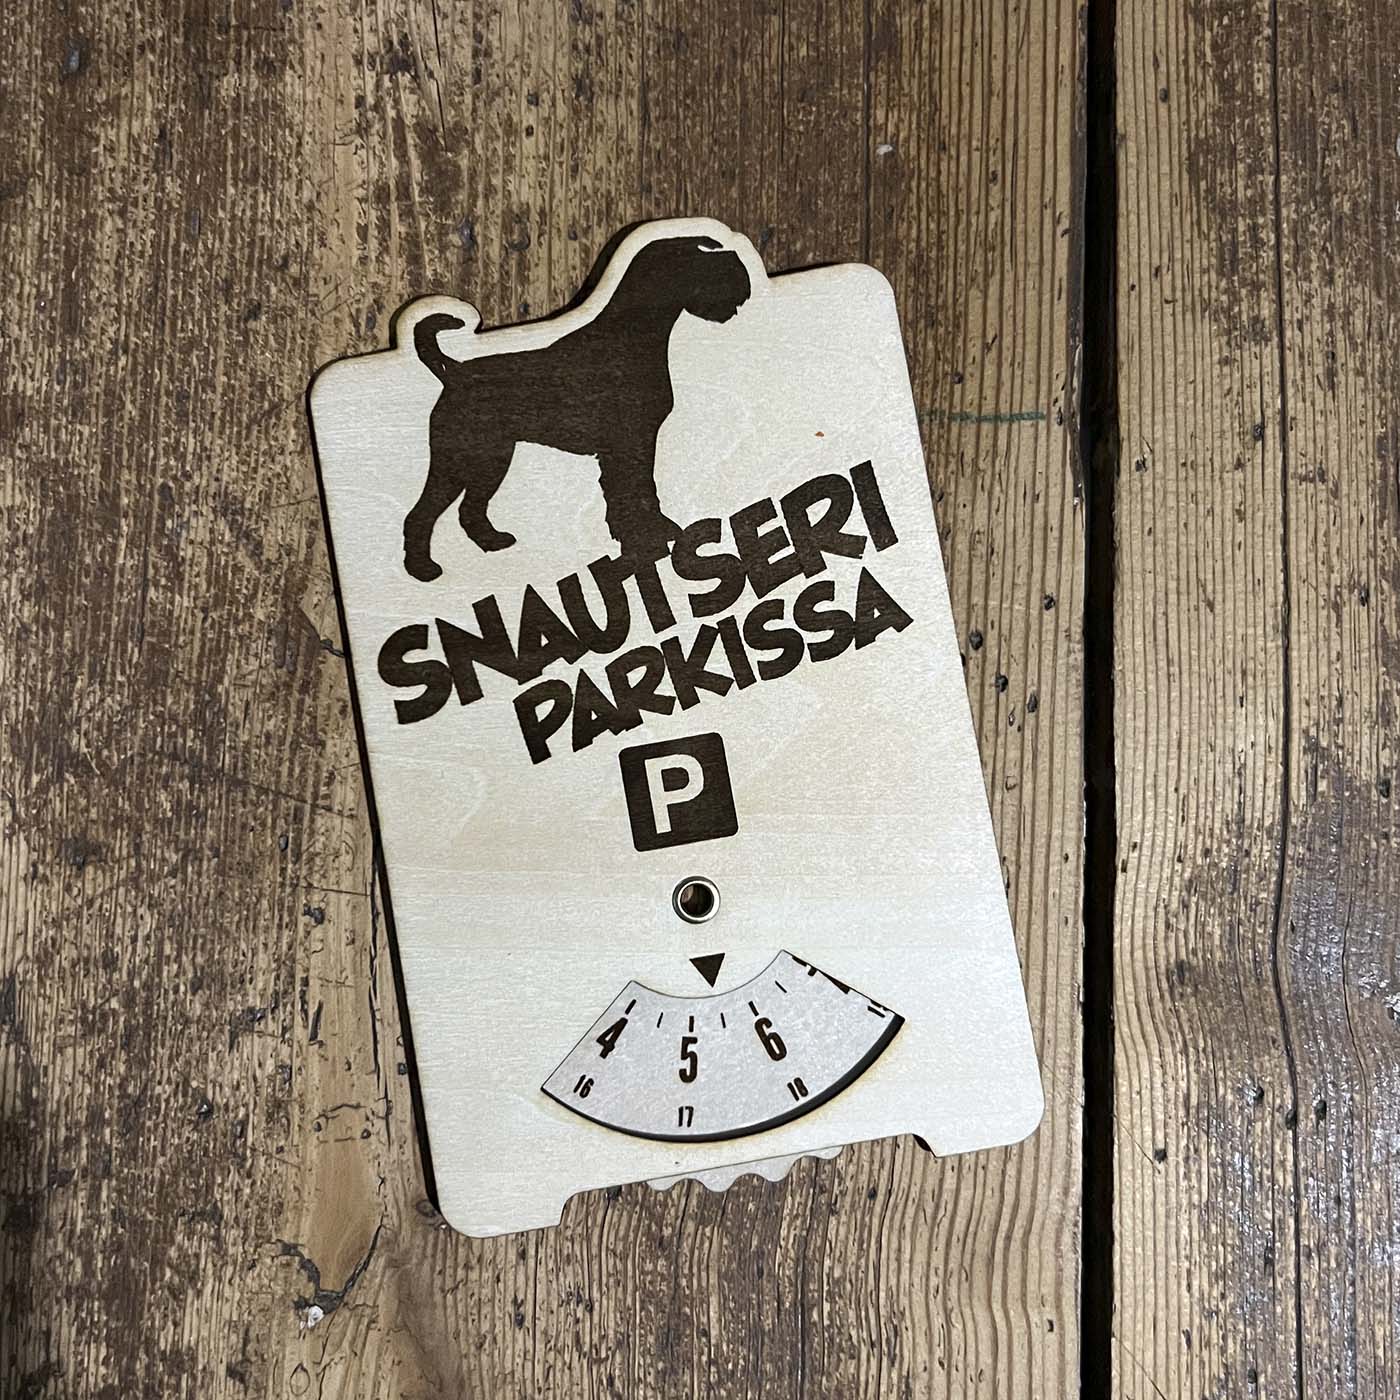 SNAUTSERI
PARKISSA
P
4 5 6
16 17 18